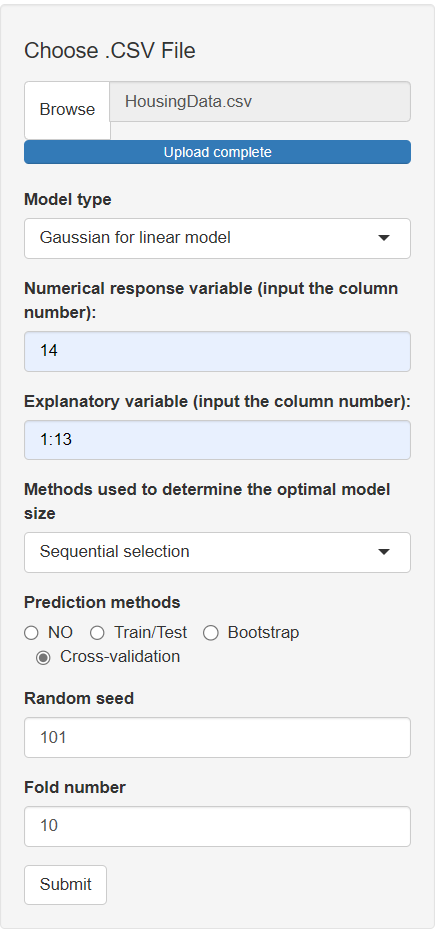 Choose .CSV File
Browse HousingData.csv
Upload complete
Model type
Gaussian for linear model
Numerical response variable (input the column
number):
14
Explanatory variable (input the column number):
1:13
Methods used to determine the optimal model
size
Sequential selection
Prediction methods
NO Train/Test Bootstrap
Cross-validation
Random seed
101
Fold number
10
Submit